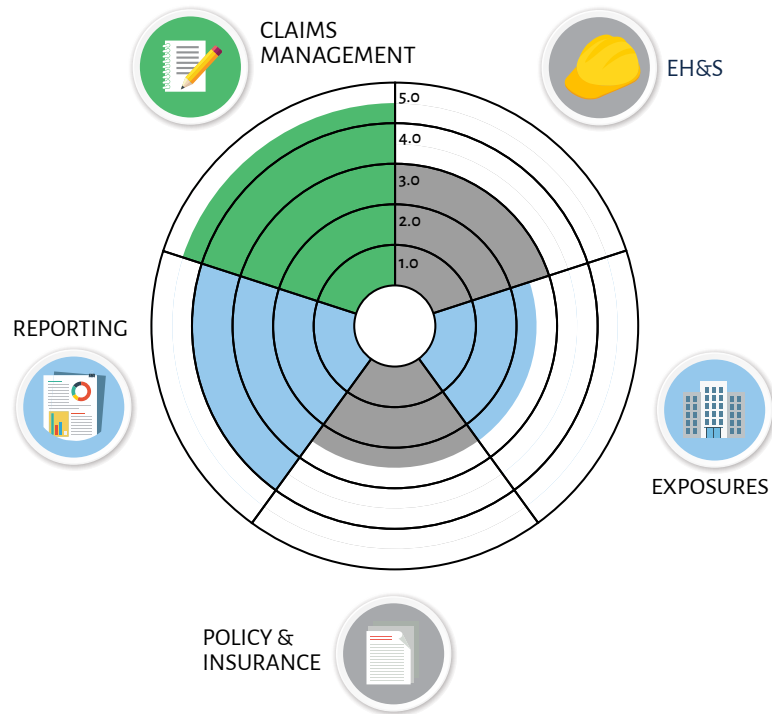 CLAIMS
MANAGEMENT
EH&S
5.0
4.0
3.0
2.0
1.0
REPORTING
EXPOSURES
POLICY &
INSURANCE